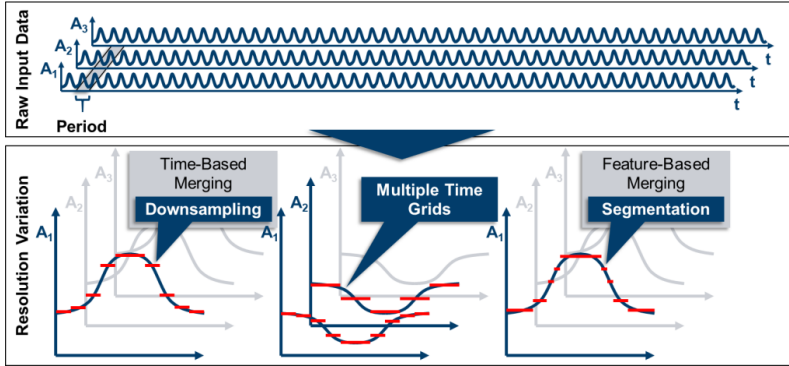 Raw Input Data
A3
A2
A1
t
t
t
Period
Resolution Variation
Time-Based
Merging
Downsampling
A3
A2
A1
Multiple Time
Grids
A3
A2
A1
Feature-Based
Merging
Segmentation
A3
A2
A1